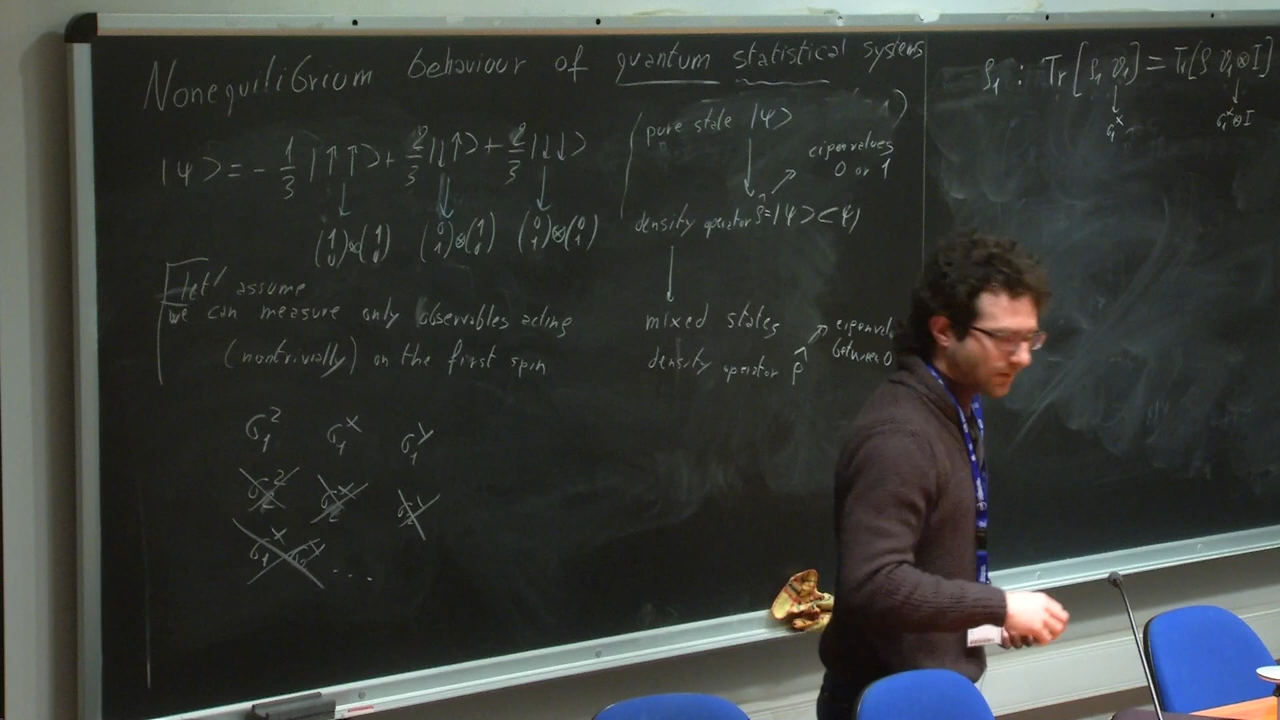 Nonequilibrium behaviour of quantum statistical systems
|ψ> = - 1/3 |↑↑> + 2/3 |↓↑> + 2/3 |↓↓>
(1 0)⊗(1 0) (0 1)⊗(1 0) (0 1)⊗(0 1)
Let' assume
we can measure only observables acting
(nontrivially) on the first spin
σ₁ᶻ σ₁ˣ σ₁ʸ
σ₂ᶻ σ₂ˣ σ₂ʸ
σ₁ˣ σ₂ʸ ...
pure state |ψ>
eigenvalues
0 or 1
density operator ρ̂=|ψ><ψ|
mixed states
density operator ρ̂
between 0
ρ₁ : Tr[ρ₁ O₁] = Tr[ρ O₁⊗I]
σ₁ˣ σ₁ˣ⊗I